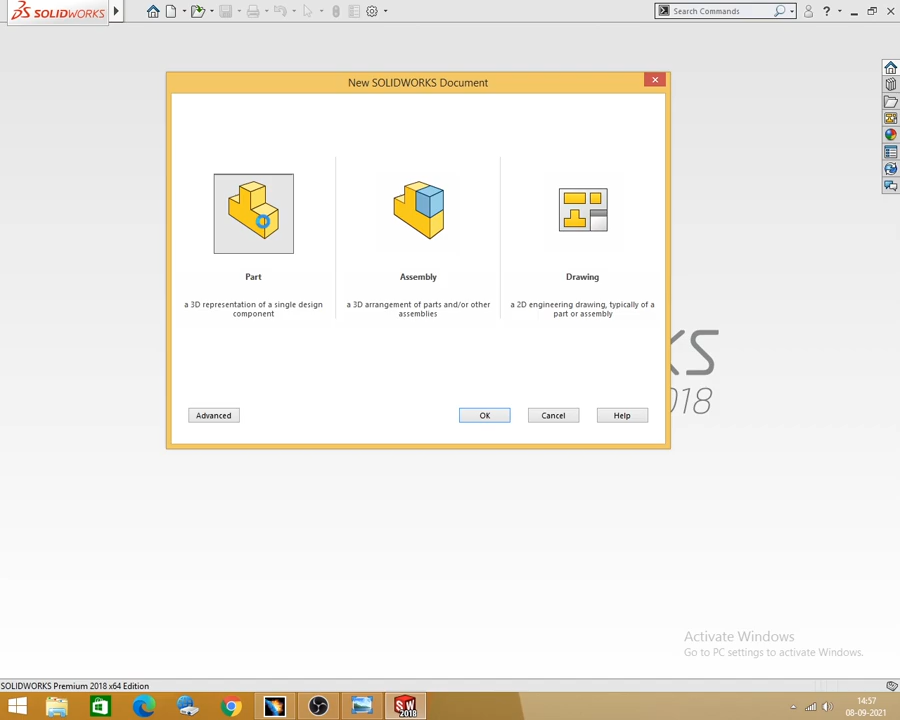 SOLIDWORKS
Search Commands
?
New SOLIDWORKS Document
Part
a 3D representation of a single design
component
Assembly
a 3D arrangement of parts and/or other
assemblies
Drawing
a 2D engineering drawing, typically of a
part or assembly
KS
018
Advanced
OK
Cancel
Help
Activate Windows
Go to PC settings to activate Windows.
SOLIDWORKS Premium 2018 x64 Edition
SW
2018
14:57
08-09-2021